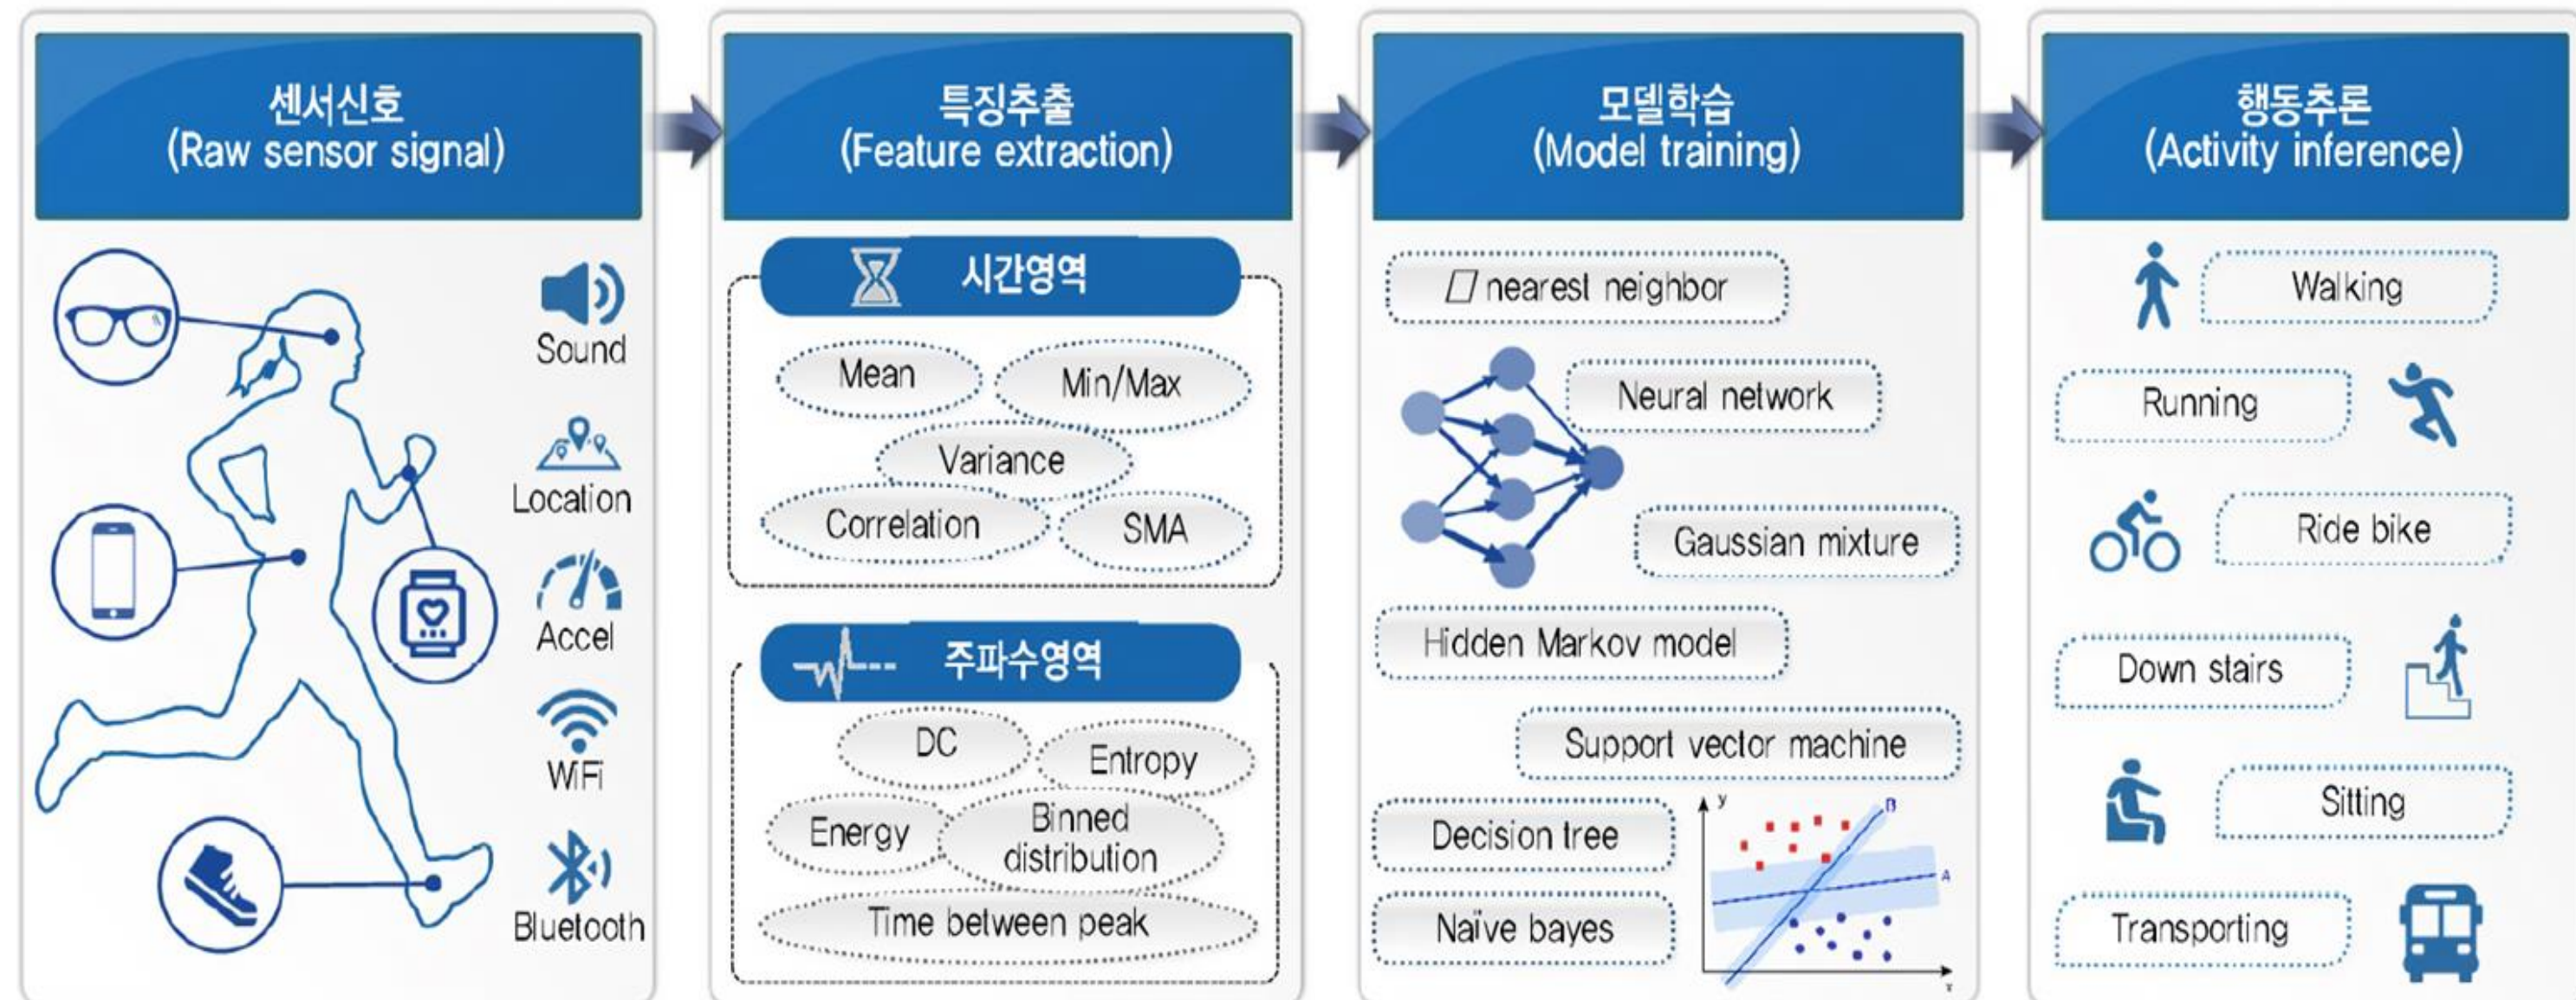 센서신호
(Raw sensor signal)
Sound
Location
Accel
WiFi
Bluetooth
특징추출
(Feature extraction)
시간영역
Mean
Min/Max
Variance
Correlation
SMA
주파수영역
DC
Entropy
Energy
Binned
distribution
Time between peak
모델학습
(Model training)
nearest neighbor
Neural network
Gaussian mixture
Hidden Markov model
Support vector machine
Decision tree
Naïve bayes
y
B
A
x
행동추론
(Activity inference)
Walking
Running
Ride bike
Down stairs
Sitting
Transporting